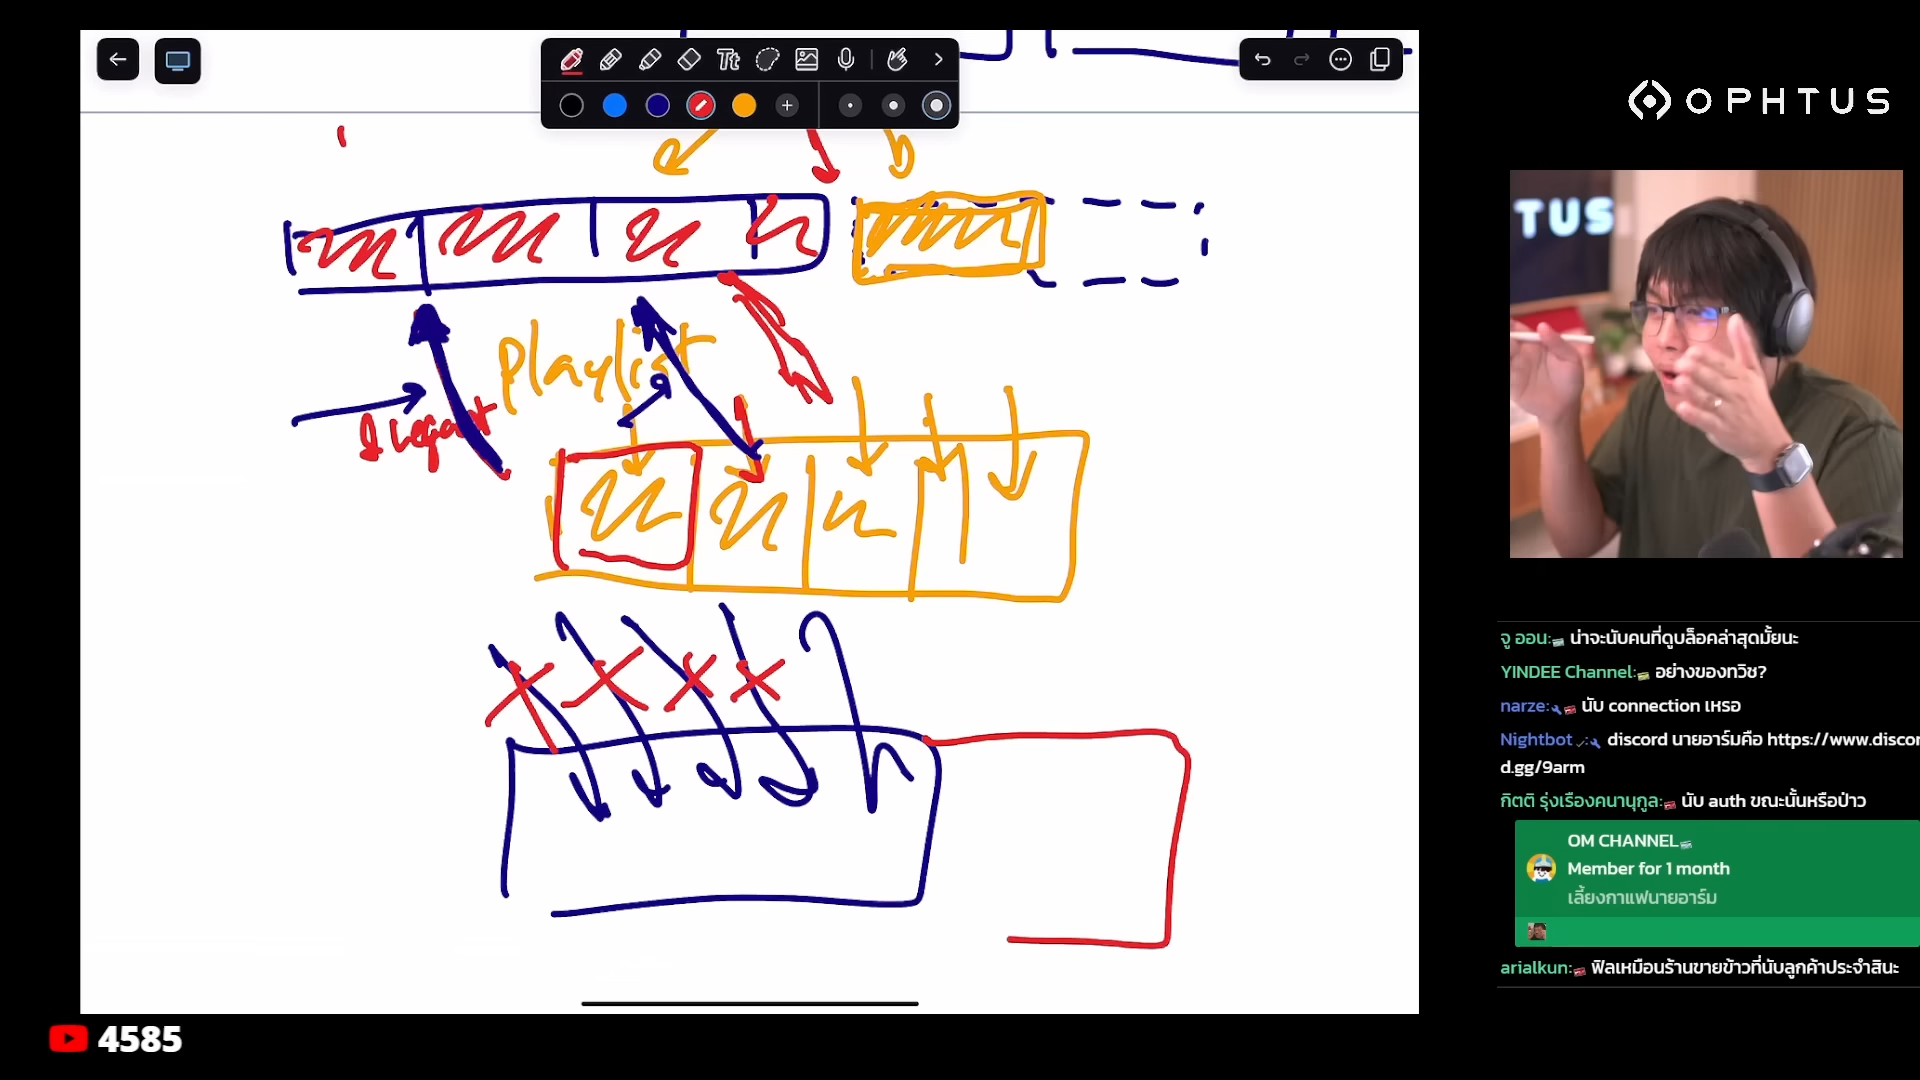 Tt
OPHTUS
TUS
Playlist
จู ออน: น่าจะนับคนที่ดูบล็อคล่าสุดมั้ยนะ
YINDEE Channel: อย่างของทวิช?
narze: นับ connection เหรอ
Nightbot : discord นายอาร์มคือ https://www.discor
d.gg/9arm
กิตติ รุ่งเรืองคนานุกูล: นับ auth ขณะนั้นหรือป่าว
OM CHANNEL
Member for 1 month
เลี้ยงกาแฟนายอาร์ม
arialkun: ฟิลเหมือนร้านขายข้าวที่นับลูกค้าประจำสินะ
4585